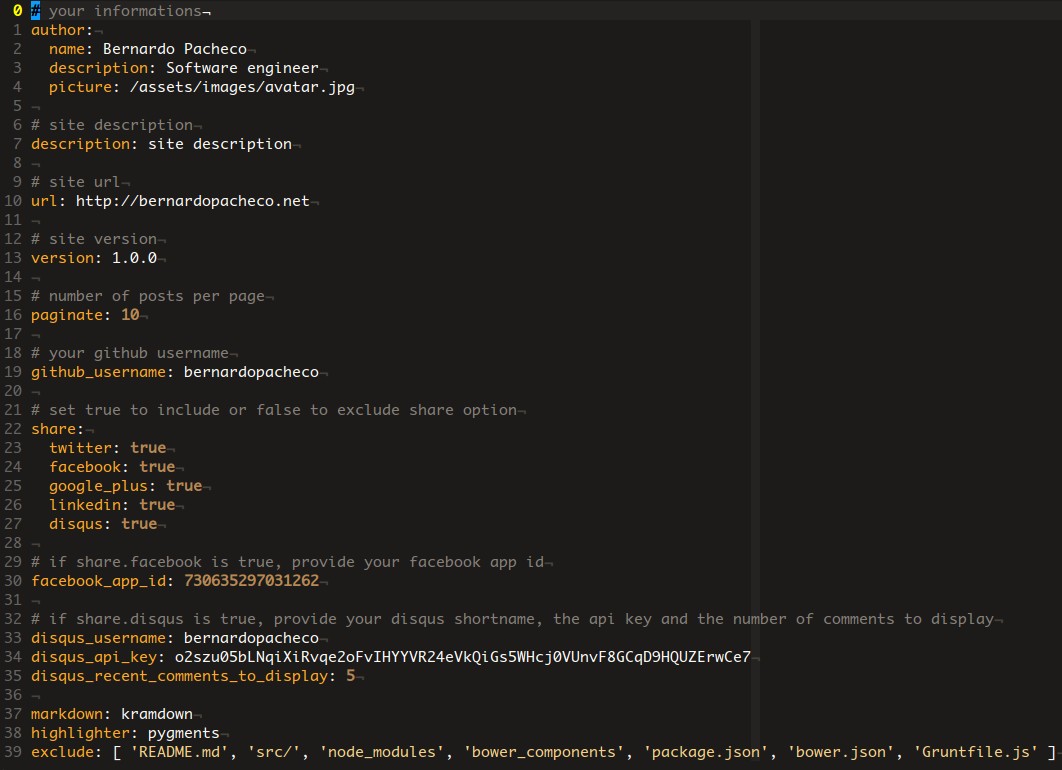 0 # your informations¬
1 author:¬
2   name: Bernardo Pacheco¬
3   description: Software engineer¬
4   picture: /assets/images/avatar.jpg¬
5 ¬
6 # site description¬
7 description: site description¬
8 ¬
9 # site url¬
10 url: http://bernardopacheco.net¬
11 ¬
12 # site version¬
13 version: 1.0.0¬
14 ¬
15 # number of posts per page¬
16 paginate: 10¬
17 ¬
18 # your github username¬
19 github_username: bernardopacheco¬
20 ¬
21 # set true to include or false to exclude share option¬
22 share:¬
23   twitter: true¬
24   facebook: true¬
25   google_plus: true¬
26   linkedin: true¬
27   disqus: true¬
28 ¬
29 # if share.facebook is true, provide your facebook app id¬
30 facebook_app_id: 730635297031262¬
31 ¬
32 # if share.disqus is true, provide your disqus shortname, the api key and the number of comments to display¬
33 disqus_username: bernardopacheco¬
34 disqus_api_key: o2szu05bLNqiXiRvqe2oFvIHYYVR24eVkQiGs5WHcj0VUnvF8GCqD9HQUZErwCe7¬
35 disqus_recent_comments_to_display: 5¬
36 ¬
37 markdown: kramdown¬
38 highlighter: pygments¬
39 exclude: [ 'README.md', 'src/', 'node_modules', 'bower_components', 'package.json', 'bower.json', 'Gruntfile.js' ]¬